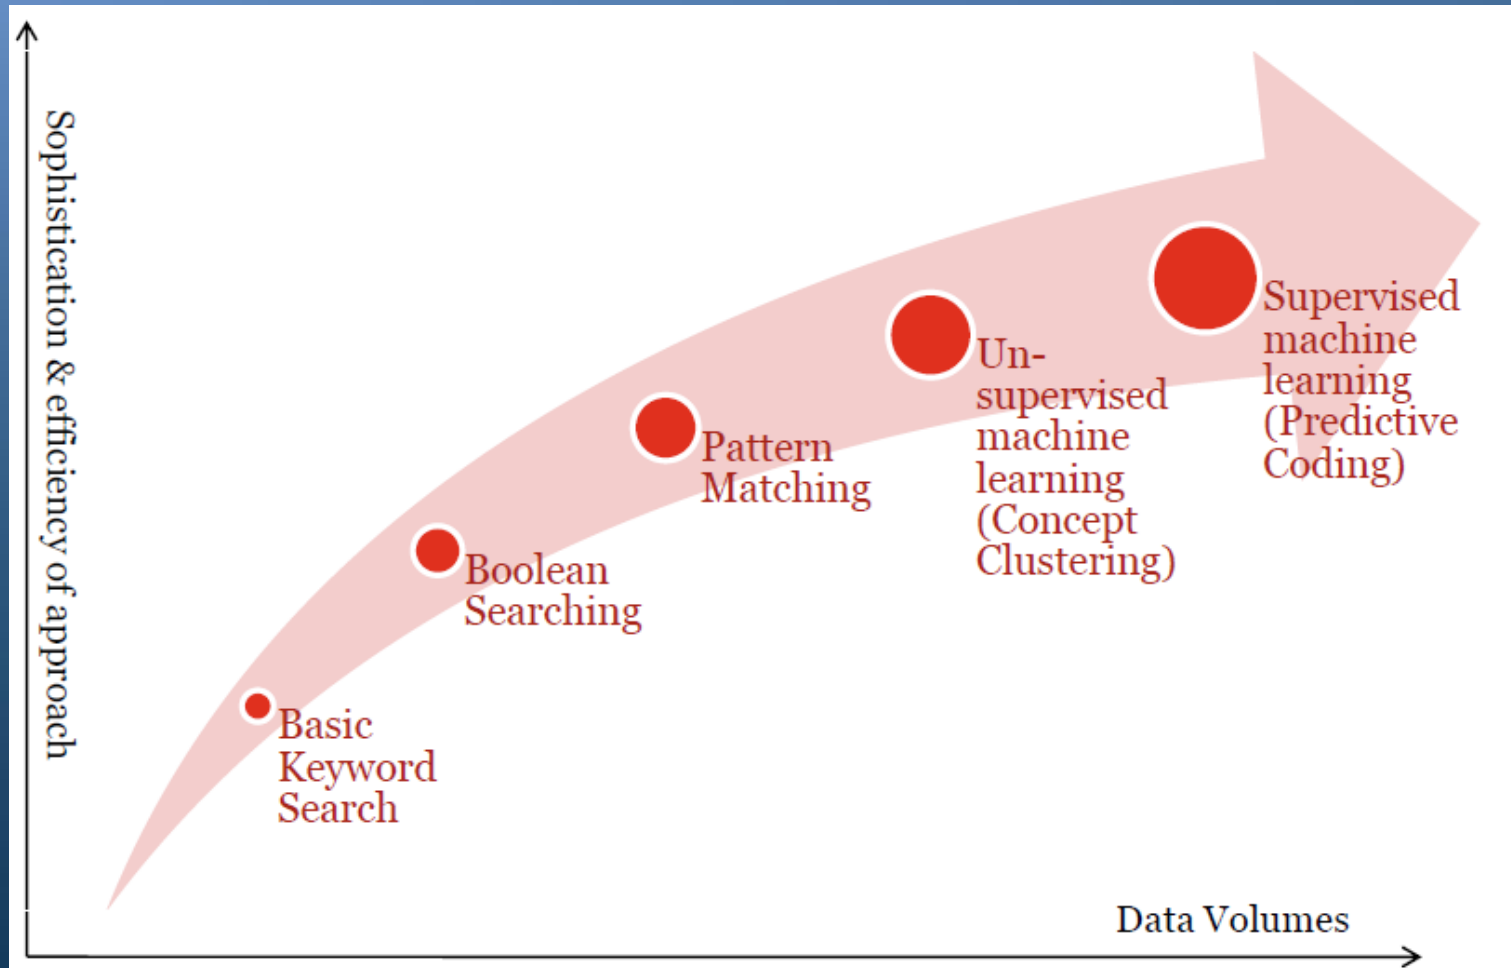 Sophistication & efficiency of approach
Supervised
machine
learning
(Predictive
Coding)
Un-
supervised
machine
learning
(Concept
Clustering)
Pattern
Matching
Boolean
Searching
Basic
Keyword
Search
Data Volumes